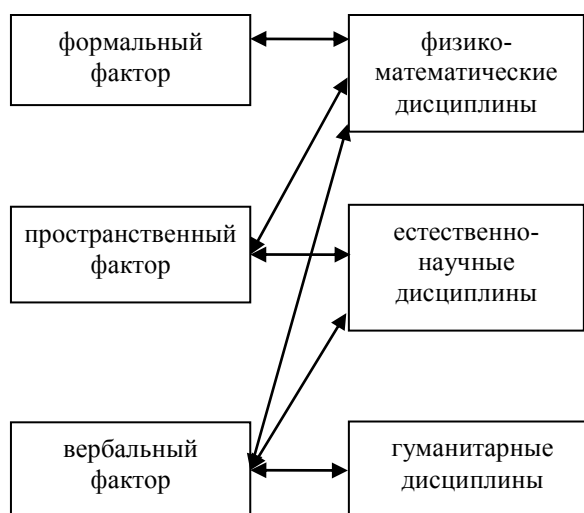 формальный
фактор
физико-
математические
дисциплины
пространственный
фактор
естественно-
научные
дисциплины
вербальный
фактор
гуманитарные
дисциплины